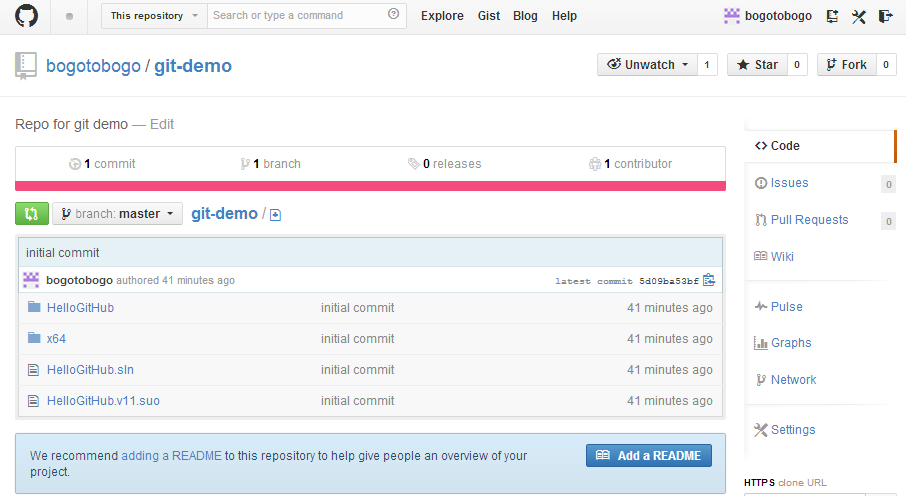 This repository Search or type a command Explore Gist Blog Help bogotobogo
bogotobogo / git-demo Unwatch 1 Star 0 Fork 0
Repo for git demo — Edit
1 commit 1 branch 0 releases 1 contributor
branch: master git-demo /
initial commit
bogotobogo authored 41 minutes ago latest commit 5d09ba53bf
HelloGitHub initial commit 41 minutes ago
x64 initial commit 41 minutes ago
HelloGitHub.sln initial commit 41 minutes ago
HelloGitHub.v11.suo initial commit 41 minutes ago
We recommend adding a README to this repository to help give people an overview of your
project.
Add a README
Code
Issues 0
Pull Requests 0
Wiki
Pulse
Graphs
Network
Settings
HTTPS clone URL